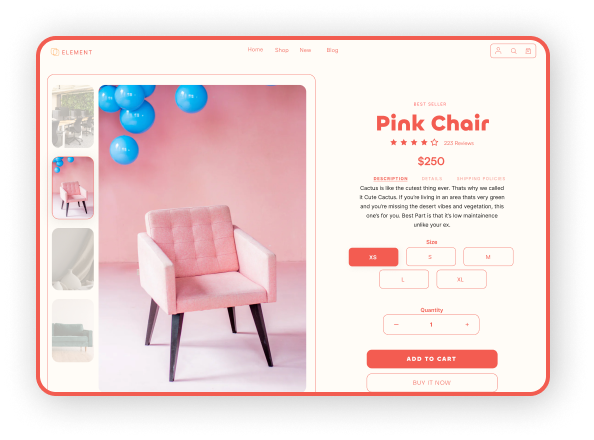 ELEMENT
Home Shop New Blog
BEST SELLER
Pink Chair
223 Reviews
$250
DESCRIPTION DETAILS SHIPPING POLICIES
Cactus is like the cutest thing ever. Thats why we called
it Cute Cactus. If you're living in an area thats very green
and you're missing the desert vibes and vegetation, this
one's for you. Best Part is that it's low maintainence
unlike your ex.
Size
XS S M
L XL
Quantity
− 1 +
ADD TO CART
BUY IT NOW